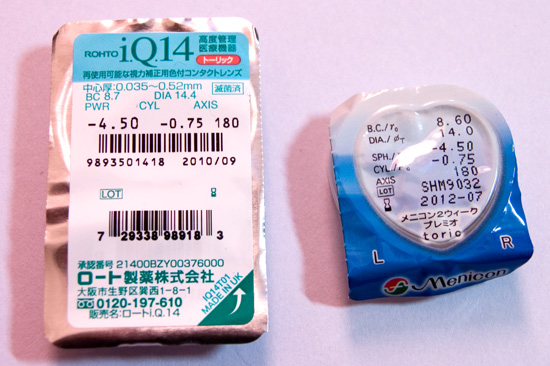 ROHTO i.Q.14
高度管理
医療機器
トーリック
再使用可能な視力補正用色付コンタクトレンズ
中心厚:0.035～0.52mm 滅菌済
BC 8.7 DIA 14.4
PWR CYL AXIS
-4.50 -0.75 180
9893501418 2010/09
LOT
7 29338 98918 3
承認番号 21400BZY00376000
ロート製薬株式会社
大阪市生野区巽西1-8-1
0120-197-610
販売名:ロートi.Q.14
IQ14T01
MADE IN UK
B.C./r₀ 8.60
DIA./øT 14.0
SPH./ -4.50
CYL./ -0.75
AXIS 180
LOT SHM9032
2012-07
メニコン2ウィーク
プレミオ
toric
L R
Menicon